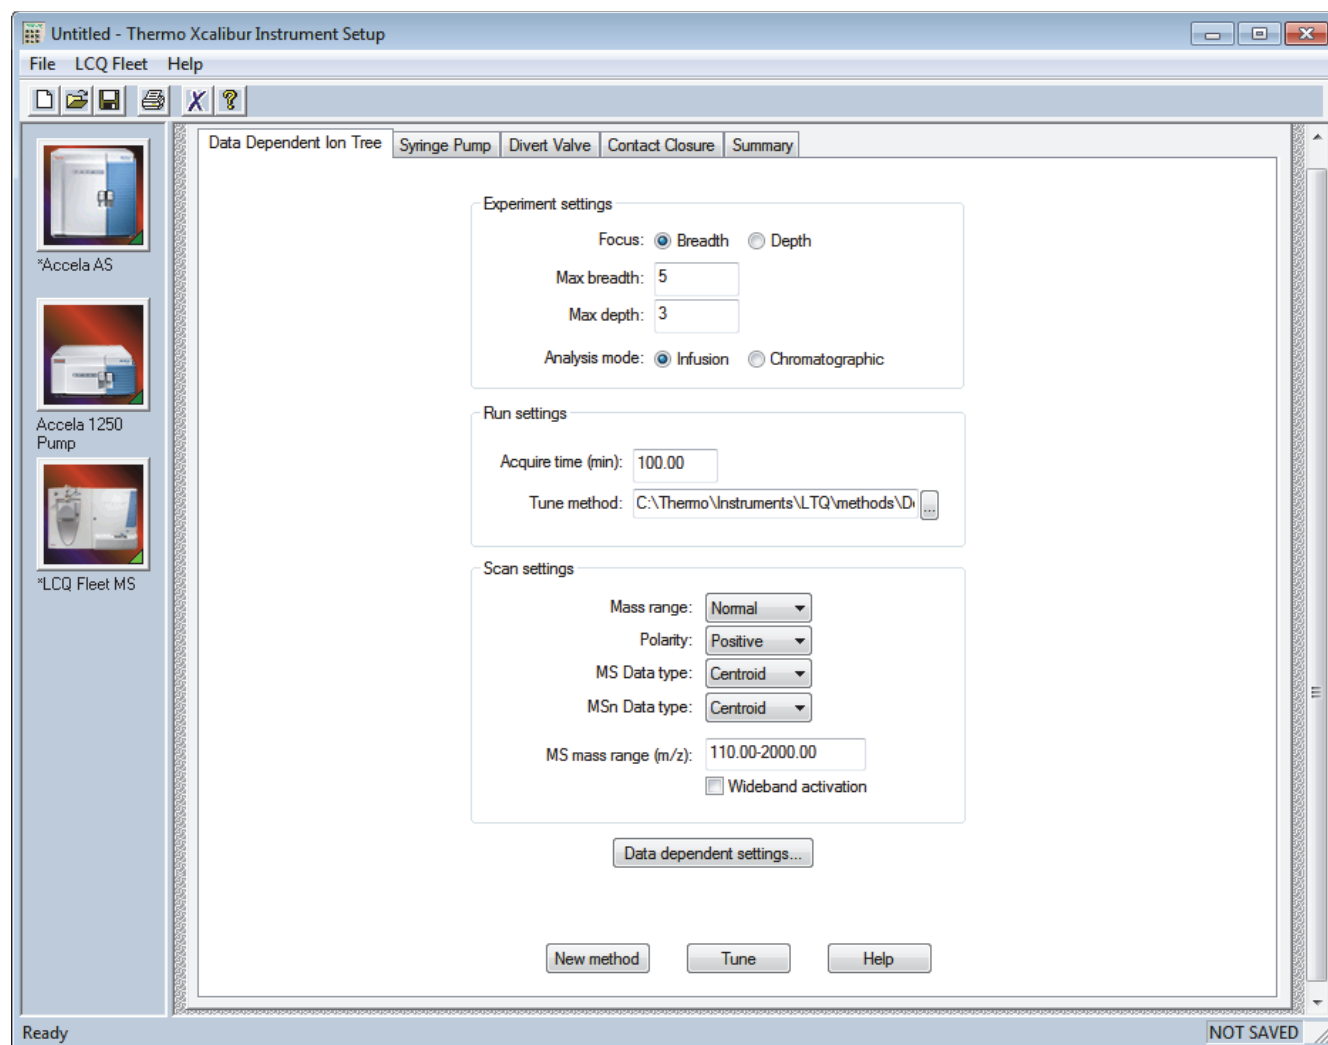 Untitled - Thermo Xcalibur Instrument Setup
File LCQ Fleet Help
*Accela AS
Accela 1250
Pump
*LCQ Fleet MS
Data Dependent Ion Tree Syringe Pump Divert Valve Contact Closure Summary
Experiment settings
Focus: Breadth Depth
Max breadth: 5
Max depth: 3
Analysis mode: Infusion Chromatographic
Run settings
Acquire time (min): 100.00
Tune method: C:\Thermo\Instruments\LTQ\methods\D ...
Scan settings
Mass range: Normal
Polarity: Positive
MS Data type: Centroid
MSn Data type: Centroid
MS mass range (m/z): 110.00-2000.00
Wideband activation
Data dependent settings...
New method Tune Help
Ready NOT SAVED